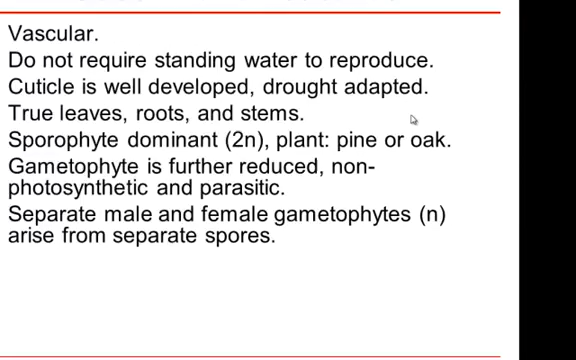 Vascular.
Do not require standing water to reproduce.
Cuticle is well developed, drought adapted.
True leaves, roots, and stems.
Sporophyte dominant (2n), plant: pine or oak.
Gametophyte is further reduced, non-
photosynthetic and parasitic.
Separate male and female gametophytes (n)
arise from separate spores.